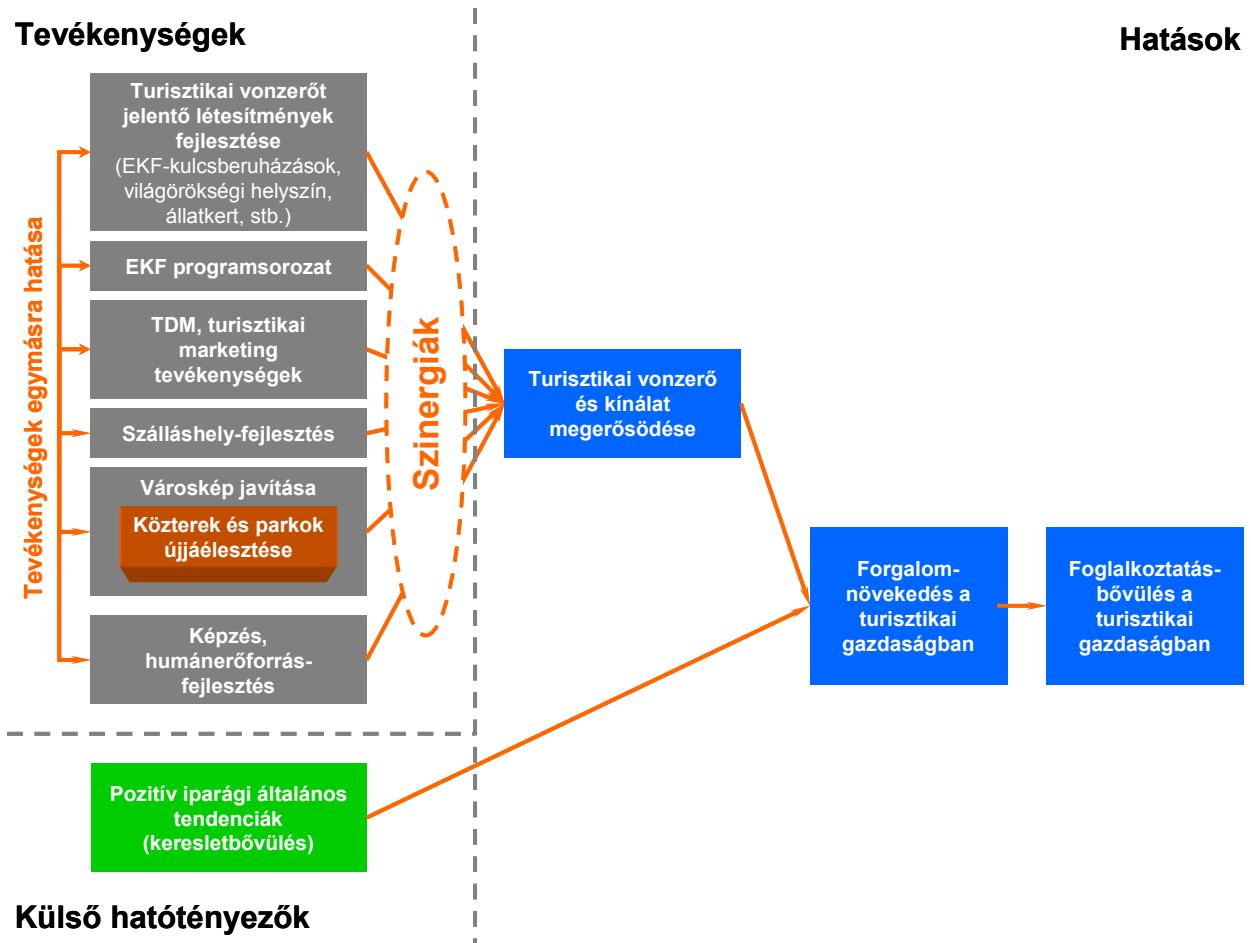 Tevékenységek
Hatások
Turisztikai vonzerőt
jelentő létesítmények
fejlesztése
(EKF-kulcsberuházások,
világörökségi helyszín,
állatkert, stb.)
EKF programsorozat
TDM, turisztikai
marketing
tevékenységek
Szálláshely-fejlesztés
Városkép javítása
Közterek és parkok
újjáélesztése
Képzés,
humánerőforrás-
fejlesztés
Tevékenységek egymásra hatása
Szinergiák
Turisztikai vonzerő
és kínálat
megerősödése
Forgalom-
növekedés a
turisztikai
gazdaságban
Foglalkoztatás-
bővülés a
turisztikai
gazdaságban
Pozitív iparági általános
tendenciák
(keresletbővülés)
Külső hatótényezők